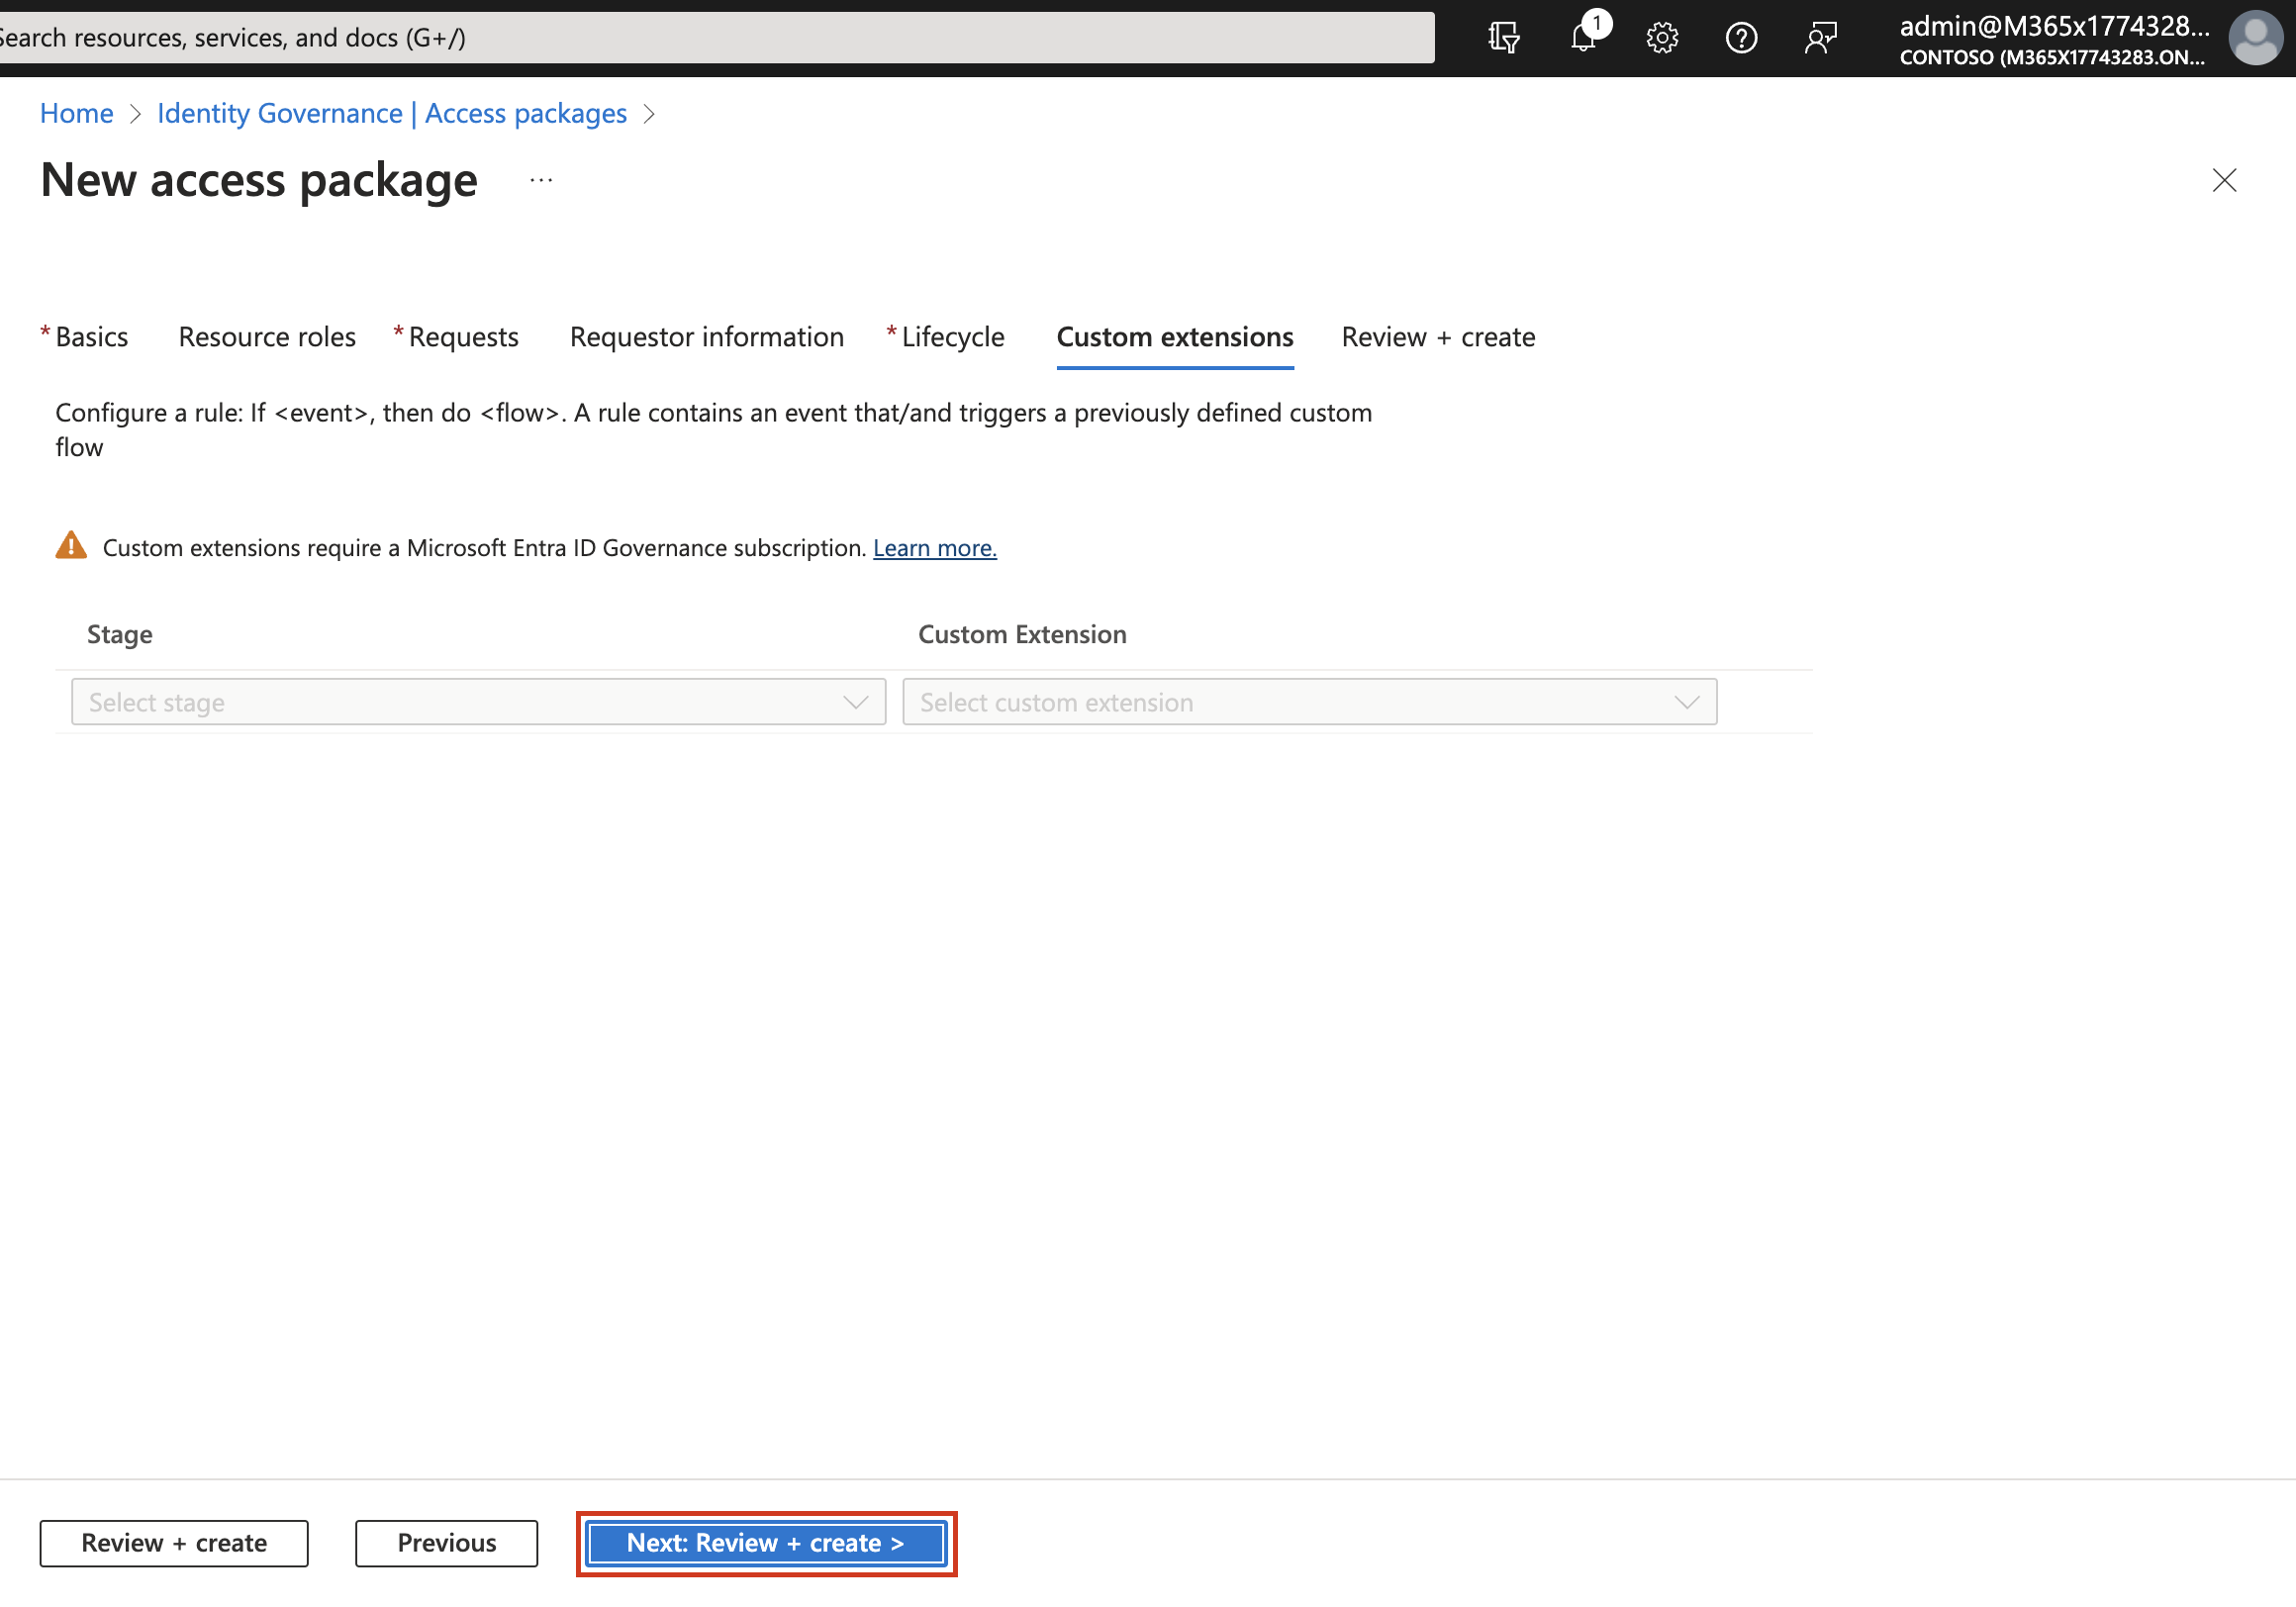 Search resources, services, and docs (G+/)
1
admin@M365x1774328...
CONTOSO (M365X17743283.ON...
Home > Identity Governance | Access packages >
New access package ...
* Basics Resource roles * Requests Requestor information * Lifecycle Custom extensions Review + create
Configure a rule: If <event>, then do <flow>. A rule contains an event that/and triggers a previously defined custom
flow
Custom extensions require a Microsoft Entra ID Governance subscription. Learn more.
Stage Custom Extension
Select stage Select custom extension
Review + create Previous Next: Review + create >